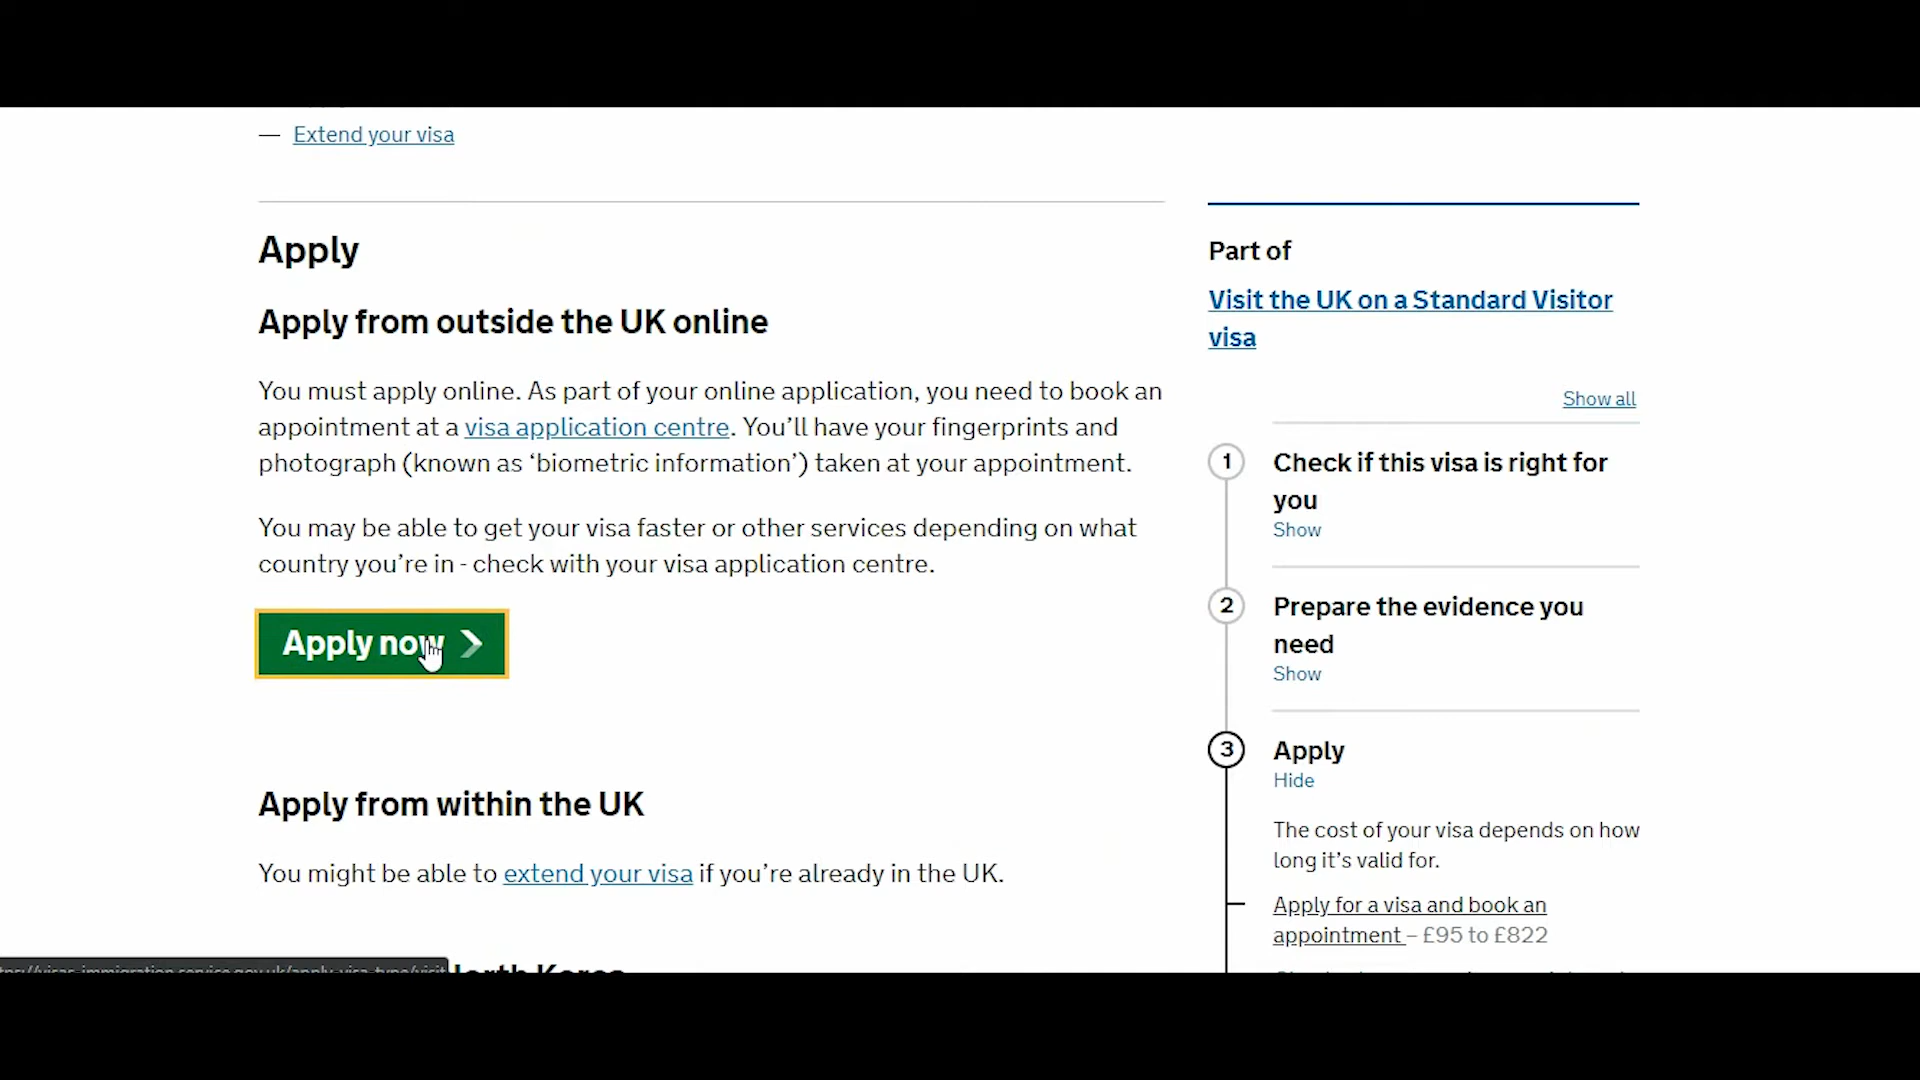 — Extend your visa
Apply
Apply from outside the UK online
You must apply online. As part of your online application, you need to book an
appointment at a visa application centre. You’ll have your fingerprints and
photograph (known as ‘biometric information’) taken at your appointment.
You may be able to get your visa faster or other services depending on what
country you’re in - check with your visa application centre.
Apply now
Apply from within the UK
You might be able to extend your visa if you’re already in the UK.
North Korea
Part of
Visit the UK on a Standard Visitor
visa
Show all
1 Check if this visa is right for
you
Show
2 Prepare the evidence you
need
Show
3 Apply
Hide
The cost of your visa depends on how
long it’s valid for.
Apply for a visa and book an
appointment – £95 to £822